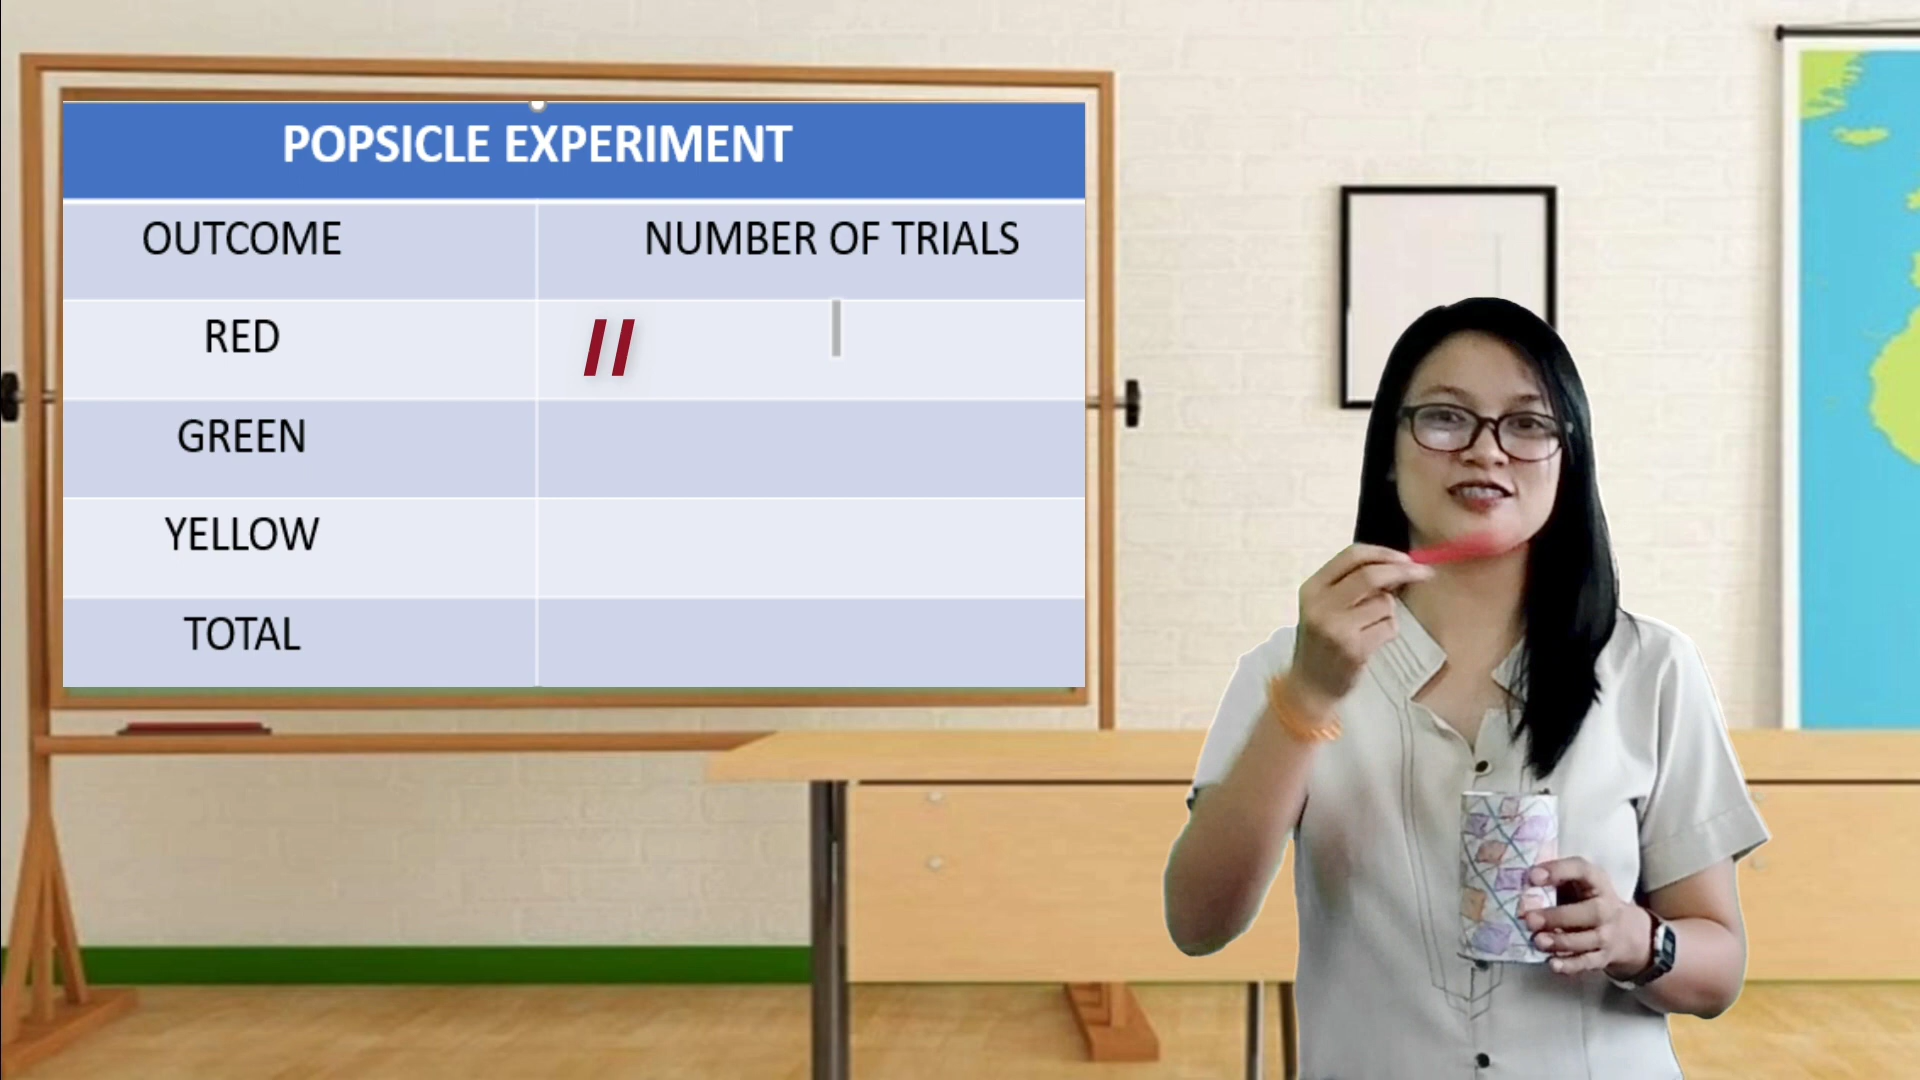 POPSICLE EXPERIMENT
OUTCOME NUMBER OF TRIALS
RED //
GREEN
YELLOW
TOTAL